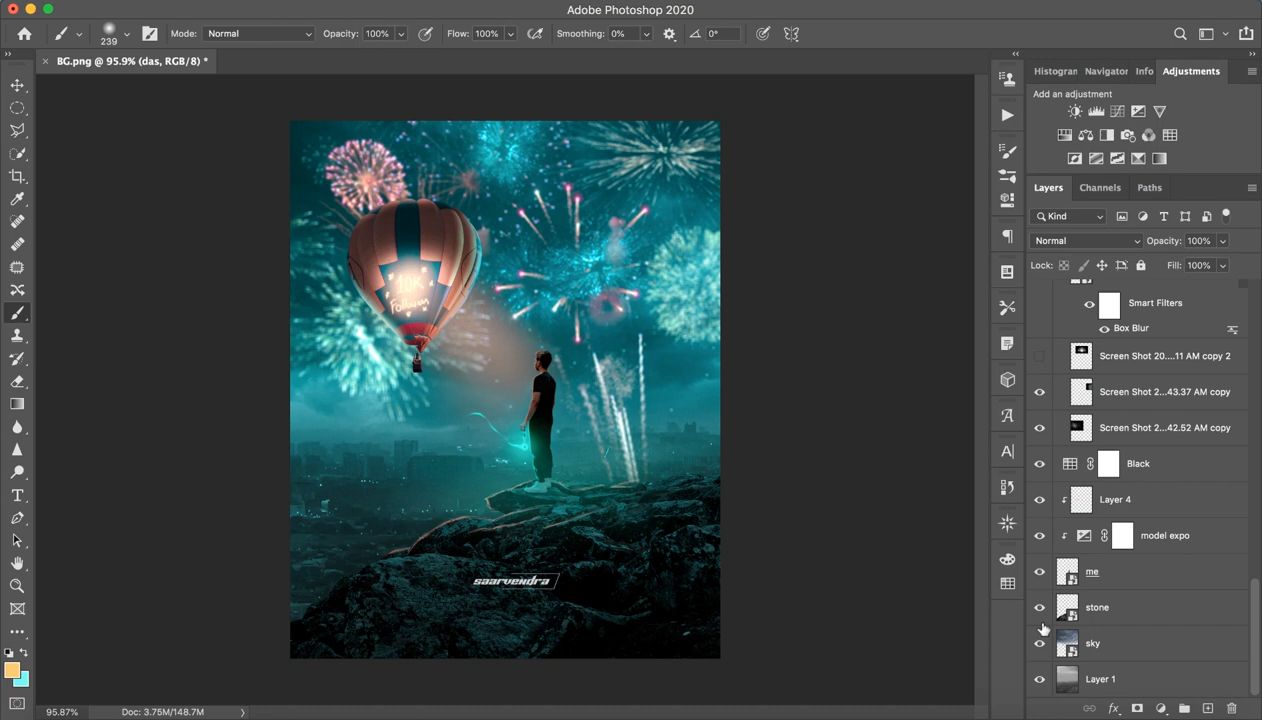 Adobe Photoshop 2020
239
Mode: Normal
Opacity: 100%
Flow: 100%
Smoothing: 0%
0°
BG.png @ 95.9% (das, RGB/8) *
Histogran
Navigator
Info
Adjustments
Add an adjustment
Layers
Channels
Paths
Kind
Normal
Opacity: 100%
Lock:
Fill: 100%
Smart Filters
Box Blur
Screen Shot 20....11 AM copy 2
Screen Shot 2...43.37 AM copy
Screen Shot 2...42.52 AM copy
Black
Layer 4
model expo
me
stone
sky
Layer 1
10K
saarvendra
95.87%
Doc: 3.75M/148.7M